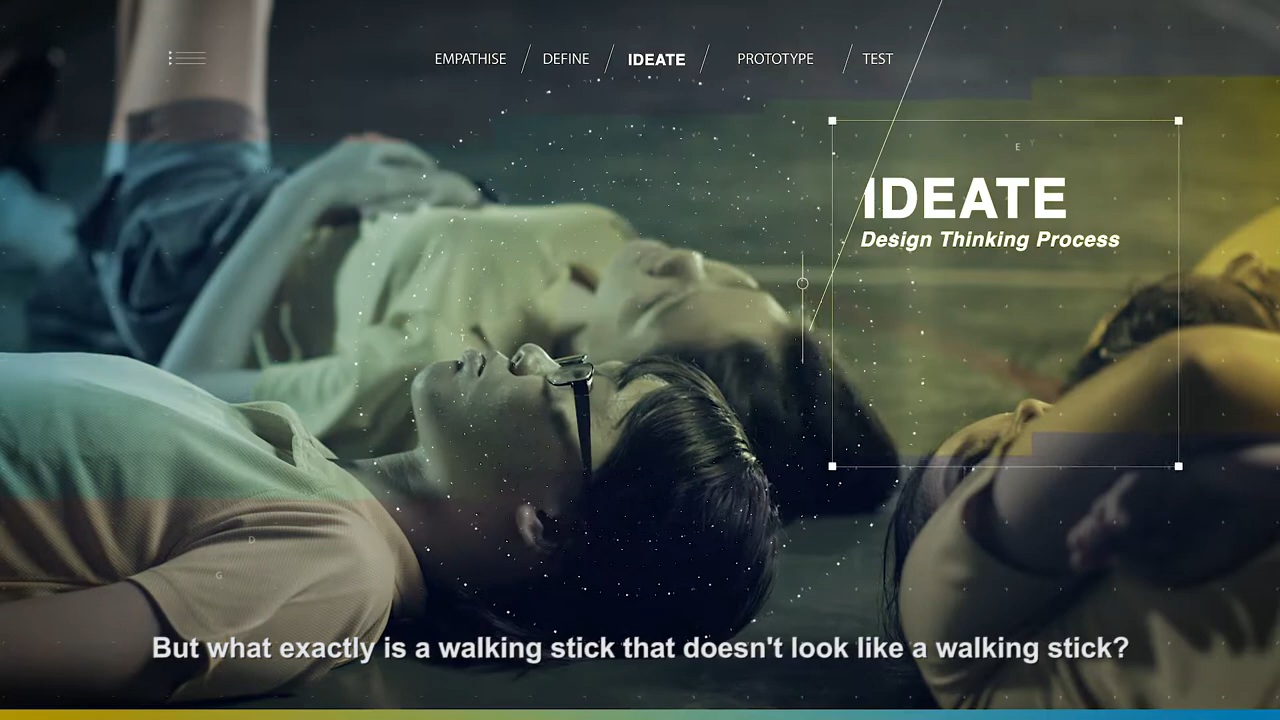 EMPATHISE / DEFINE / IDEATE / PROTOTYPE / TEST
E Y
IDEATE
Design Thinking Process
D
G
But what exactly is a walking stick that doesn't look like a walking stick?